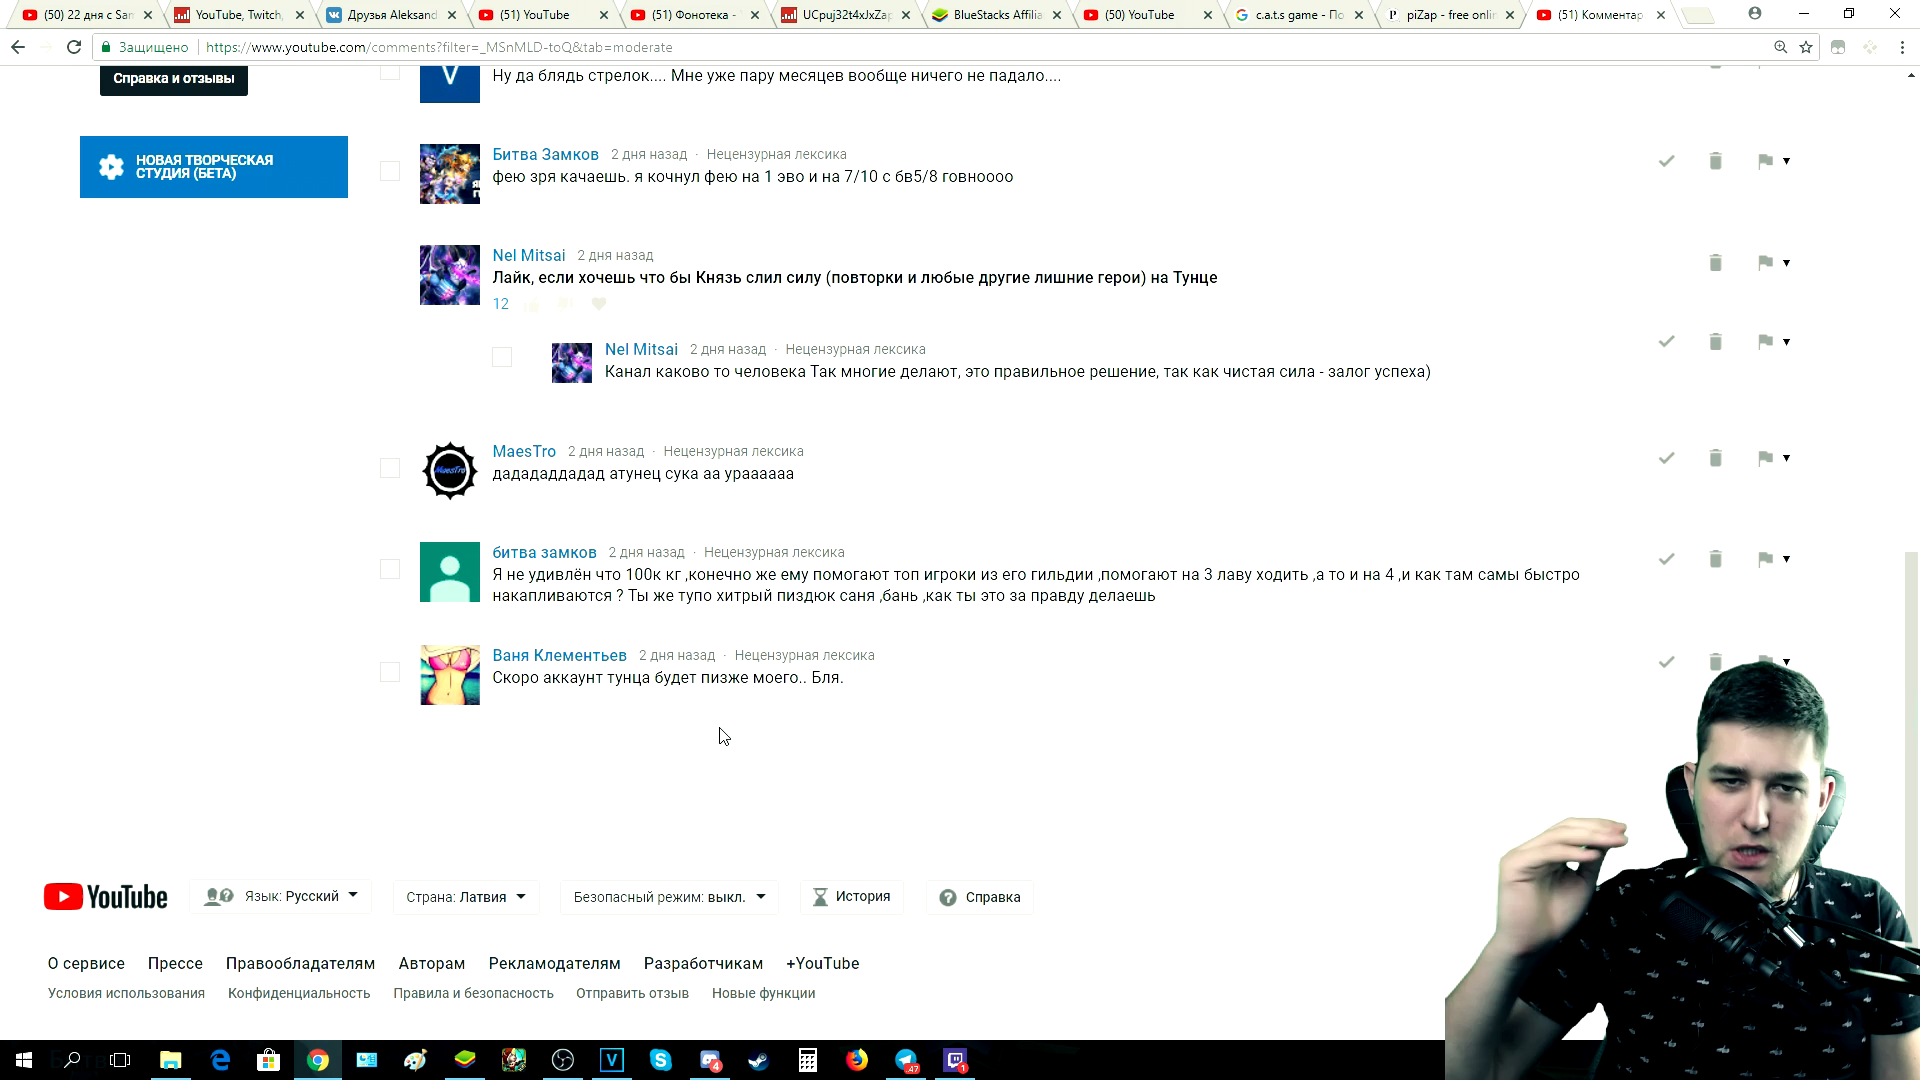 (50) 22 дня с Sam
YouTube, Twitch,
Друзья Aleksand
(51) YouTube
(51) Фонотека -
UCpuj32t4xJxZap
BlueStacks Affilia
(50) YouTube
c.a.t.s game - По
piZap - free onlin
(51) Комментар
Защищено https://www.youtube.com/comments?filter=_MSnMLD-toQ&tab=moderate
Справка и отзывы
V
Ну да блядь стрелок.... Мне уже пару месяцев вообще ничего не падало....
НОВАЯ ТВОРЧЕСКАЯ
СТУДИЯ (БЕТА)
Битва Замков 2 дня назад · Нецензурная лексика
фею зря качаешь. я кочнул фею на 1 эво и на 7/10 с бв5/8 говноооо
Nel Mitsai 2 дня назад
Лайк, если хочешь что бы Князь слил силу (повторки и любые другие лишние герои) на Тунце
12
Nel Mitsai 2 дня назад · Нецензурная лексика
Канал каково то человека Так многие делают, это правильное решение, так как чистая сила - залог успеха)
MaesTro
MaesTro 2 дня назад · Нецензурная лексика
дадададдадад атунец сука аа ураааааа
битва замков 2 дня назад · Нецензурная лексика
Я не удивлён что 100к кг ,конечно же ему помогают топ игроки из его гильдии ,помогают на 3 лаву ходить ,а то и на 4 ,и как там самы быстро
накапливаются ? Ты же тупо хитрый пиздюк саня ,бань ,как ты это за правду делаешь
Ваня Клементьев 2 дня назад · Нецензурная лексика
Скоро аккаунт тунца будет пизже моего.. Бля.
YouTube
Язык: Русский
Страна: Латвия
Безопасный режим: выкл.
История
Справка
О сервисе Прессе Правообладателям Авторам Рекламодателям Разработчикам +YouTube
Условия использования Конфиденциальность Правила и безопасность Отправить отзыв Новые функции
V
4
47
1